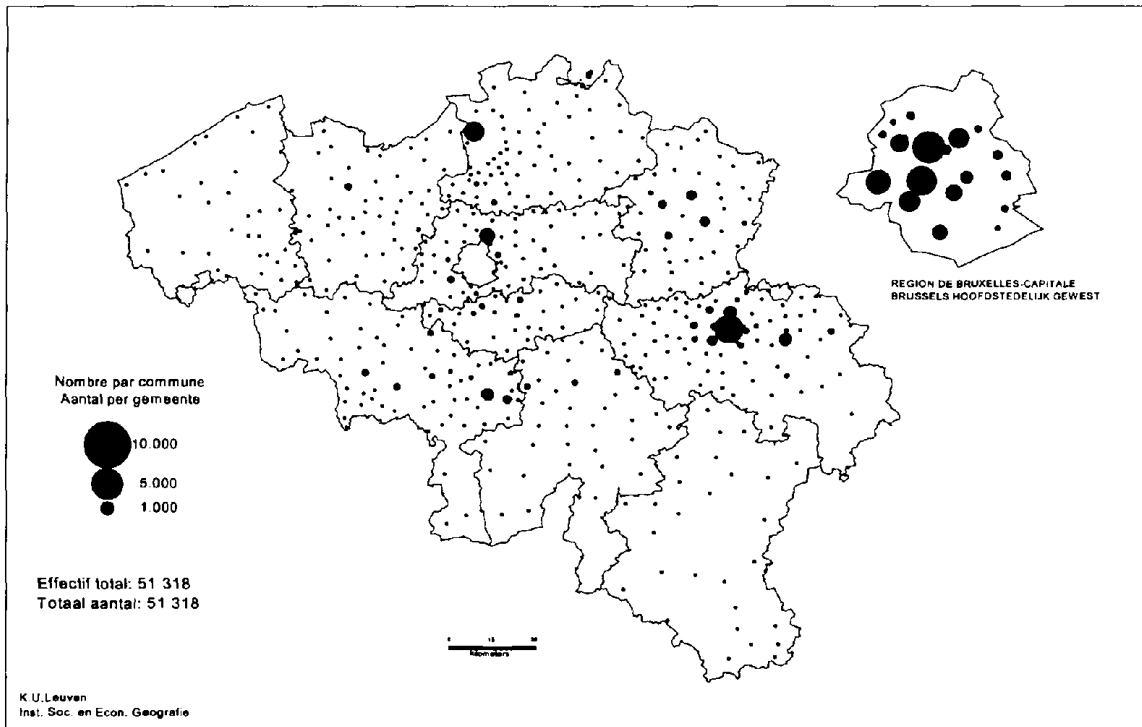 REGION DE BRUXELLES-CAPITALE
BRUSSELS HOOFDSTEDELIJK GEWEST
Nombre par commune
Aantal per gemeente
10.000
5.000
1.000
Effectif total: 51 318
Totaal aantal: 51 318
kilometers
K.U.Leuven
Inst. Soc. en Econ. Geografie